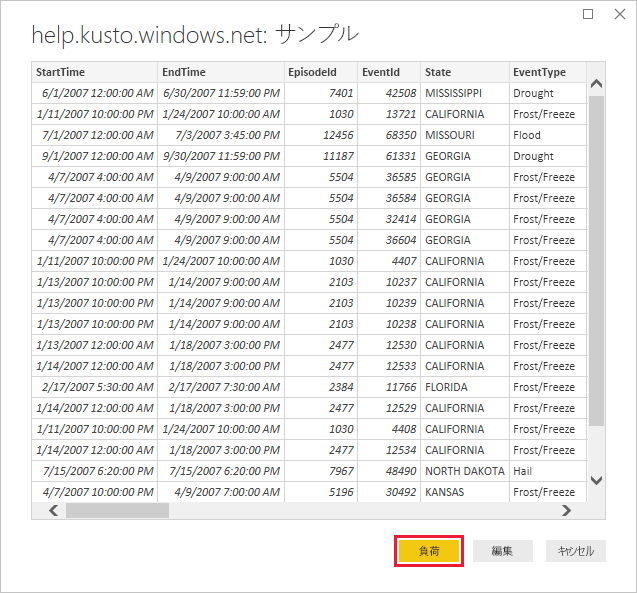 help.kusto.windows.net: サンプル
StartTime EndTime EpisodeId EventId State EventType
6/1/2007 12:00:00 AM 6/30/2007 11:59:00 PM 7401 42508 MISSISSIPPI Drought
1/11/2007 10:00:00 PM 1/24/2007 10:00:00 AM 1030 13721 CALIFORNIA Frost/Freeze
7/1/2007 12:00:00 AM 7/3/2007 3:45:00 PM 12456 68350 MISSOURI Flood
9/1/2007 12:00:00 AM 9/30/2007 11:59:00 PM 11187 61331 GEORGIA Drought
4/7/2007 4:00:00 AM 4/9/2007 9:00:00 AM 5504 36585 GEORGIA Frost/Freeze
4/7/2007 4:00:00 AM 4/9/2007 9:00:00 AM 5504 36584 GEORGIA Frost/Freeze
4/7/2007 4:00:00 AM 4/9/2007 9:00:00 AM 5504 32414 GEORGIA Frost/Freeze
4/7/2007 4:00:00 AM 4/9/2007 9:00:00 AM 5504 36604 GEORGIA Frost/Freeze
1/11/2007 10:00:00 PM 1/24/2007 10:00:00 AM 1030 4407 CALIFORNIA Frost/Freeze
1/13/2007 10:00:00 PM 1/14/2007 9:00:00 AM 2103 10237 CALIFORNIA Frost/Freeze
1/13/2007 10:00:00 PM 1/14/2007 9:00:00 AM 2103 10239 CALIFORNIA Frost/Freeze
1/13/2007 10:00:00 PM 1/14/2007 9:00:00 AM 2103 10238 CALIFORNIA Frost/Freeze
1/13/2007 12:00:00 AM 1/18/2007 3:00:00 PM 2477 12530 CALIFORNIA Frost/Freeze
1/14/2007 12:00:00 AM 1/18/2007 3:00:00 PM 2477 12533 CALIFORNIA Frost/Freeze
2/17/2007 5:30:00 AM 2/17/2007 7:30:00 AM 2384 11766 FLORIDA Frost/Freeze
1/14/2007 12:00:00 AM 1/18/2007 3:00:00 PM 2477 12529 CALIFORNIA Frost/Freeze
1/11/2007 10:00:00 PM 1/24/2007 10:00:00 AM 1030 4408 CALIFORNIA Frost/Freeze
1/14/2007 12:00:00 AM 1/18/2007 3:00:00 PM 2477 12534 CALIFORNIA Frost/Freeze
7/15/2007 6:20:00 PM 7/15/2007 6:20:00 PM 7967 48490 NORTH DAKOTA Hail
4/7/2007 10:00:00 PM 4/9/2007 7:00:00 AM 5196 30492 KANSAS Frost/Freeze
負荷 編集 キャンセル